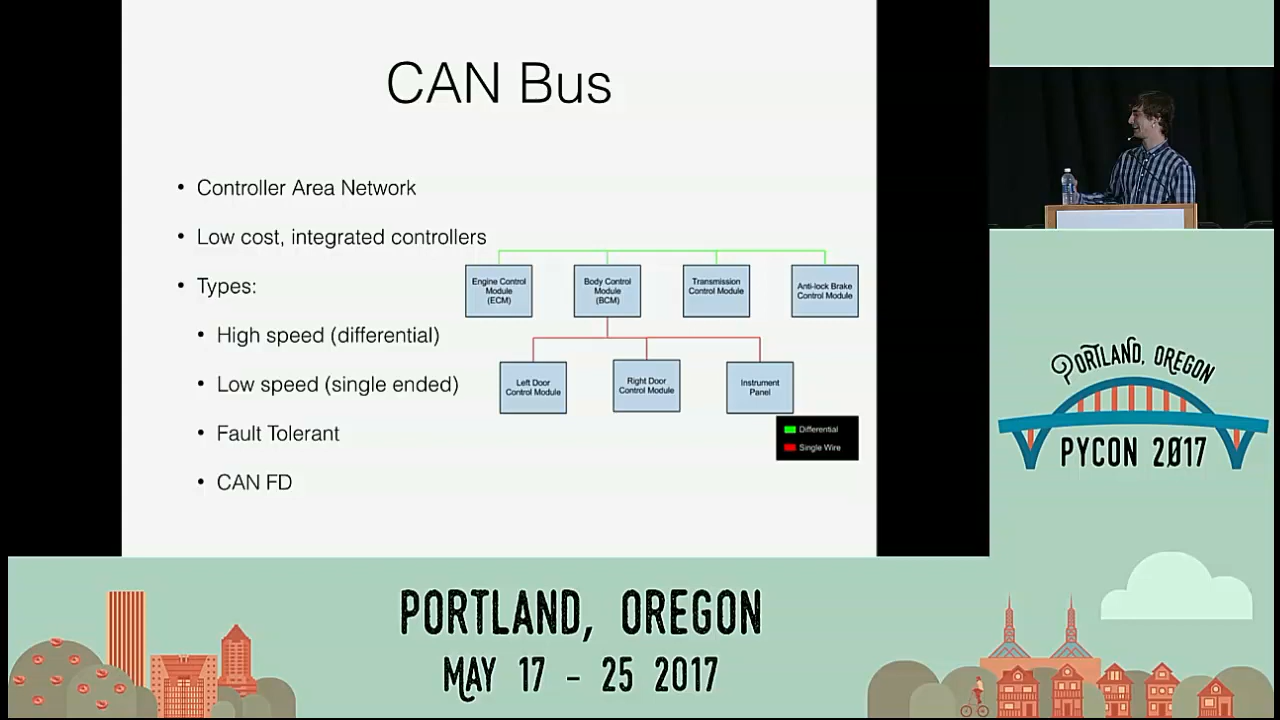 CAN Bus
• Controller Area Network
• Low cost, integrated controllers
• Types:
• High speed (differential)
• Low speed (single ended)
• Fault Tolerant
• CAN FD
Engine Control
Module
(ECM)
Body Control
Module
(BCM)
Transmission
Control Module
Anti-lock Brake
Control Module
Left Door
Control Module
Right Door
Control Module
Instrument
Panel
Differential
Single Wire
PORTLAND, OREGON
PYCON 2017
PORTLAND, OREGON
MAY 17 - 25 2017